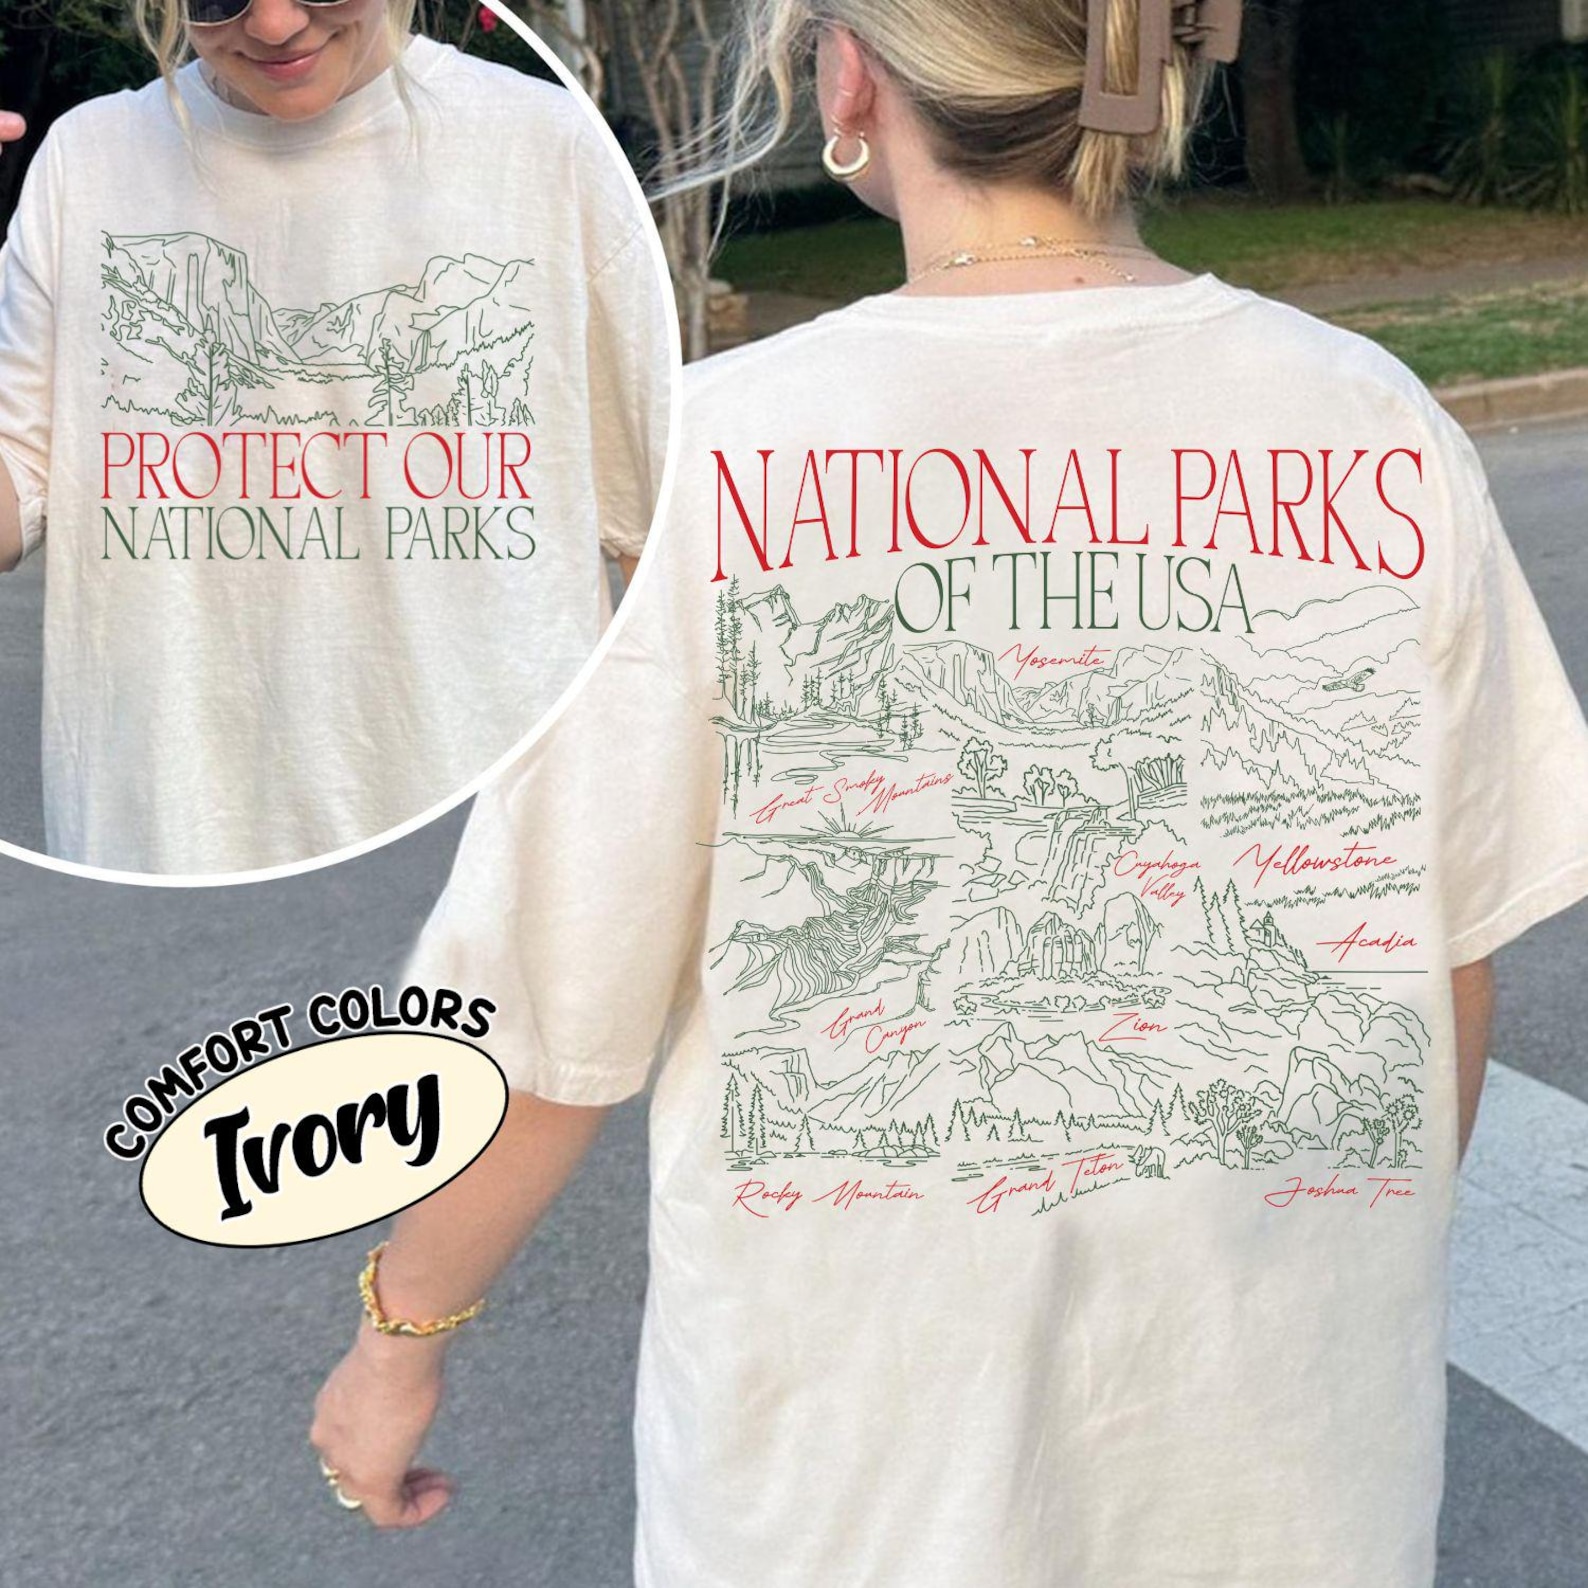 PROTECT OUR
NATIONAL PARKS
NATIONAL PARKS
OF THE USA
Yosemite
Great Smoky
Mountains
Cuyahoga
Valley
Yellowstone
Acadia
Grand
Canyon
Zion
Rocky Mountain
Grand Teton
Joshua Tree
COMFORT COLORS
Ivory